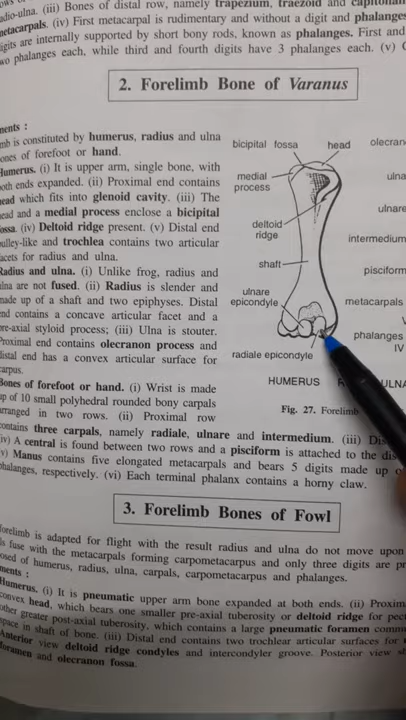 dio-ulna. (iii) Bones of distal row, namely trapezium, traezoid and
metacarpals. (iv) First metacarpal is rudimentary and without a digit and phalanges
igits are internally supported by short bony rods, known as phalanges. First and
wo phalanges each, while third and fourth digits have 3 phalanges each. (v)
2. Forelimb Bone of Varanus
ments :
mb is constituted by humerus, radius and ulna
ones of forefoot or hand.
Humerus. (i) It is upper arm, single bone, with
oth ends expanded. (ii) Proximal end contains
head which fits into glenoid cavity. (iii) The
ead and a medial process enclose a bicipital
ossa. (iv) Deltoid ridge present. (v) Distal end
ulley-like and trochlea contains two articular
acets for radius and ulna.
Radius and ulna. (i) Unlike frog, radius and
ulna are not fused. (ii) Radius is slender and
made up of a shaft and two epiphyses. Distal
end contains a concave articular facet and a
pre-axial styloid process; (iii) Ulna is stouter.
Proximal end contains olecranon process and
distal end has a convex articular surface for
carpus.
Bones of forefoot or hand. (i) Wrist is made
up of 10 small polyhedral rounded bony carpals
arranged in two rows. (ii) Proximal row
bicipital fossa
head
olecran
medial
process
ulna
ulnare
deltoid
ridge
intermedium
shaft
pisciform
ulnare
epicondyle
metacarpals
V
phalanges
IV
radiale epicondyle
HUMERUS
ULNA
Fig. 27. Forelimb
contains three carpals, namely radiale, ulnare and intermedium. (iii)
iv) A central is found between two rows and a pisciform is attached to the
v) Manus contains five elongated metacarpals and bears 5 digits made up
phalanges, respectively. (vi) Each terminal phalanx contains a horny claw.
3. Forelimb Bones of Fowl
forelimb is adapted for flight with the result radius and ulna do not move upon
ls fuse with the metacarpals forming carpometacarpus and only three digits are
osed of humerus, radius, ulna, carpals, carpometacarpus and phalanges.
ments :
Humerus. (i) It is pneumatic upper arm bone expanded at both ends. (ii)
convex head, which bears one smaller pre-axial tuberosity or deltoid ridge for
other greater post-axial tuberosity, which contains a large pneumatic foramen
space in shaft of bone. (iii) Distal end contains two trochlear articular surfaces for
Anterior view deltoid ridge condyles and intercondyler groove. Posterior view
foramen and olecranon fossa.